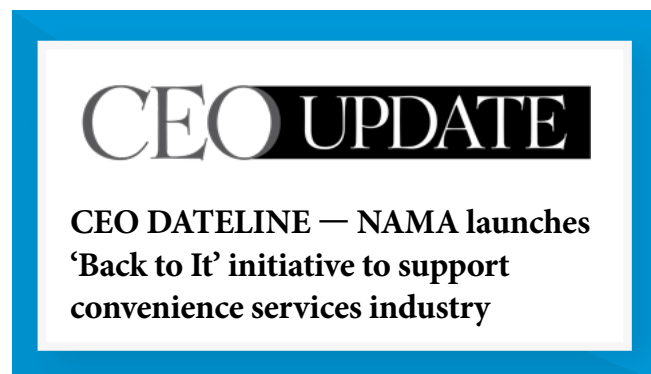 CEO UPDATE
CEO DATELINE — NAMA launches
‘Back to It’ initiative to support
convenience services industry